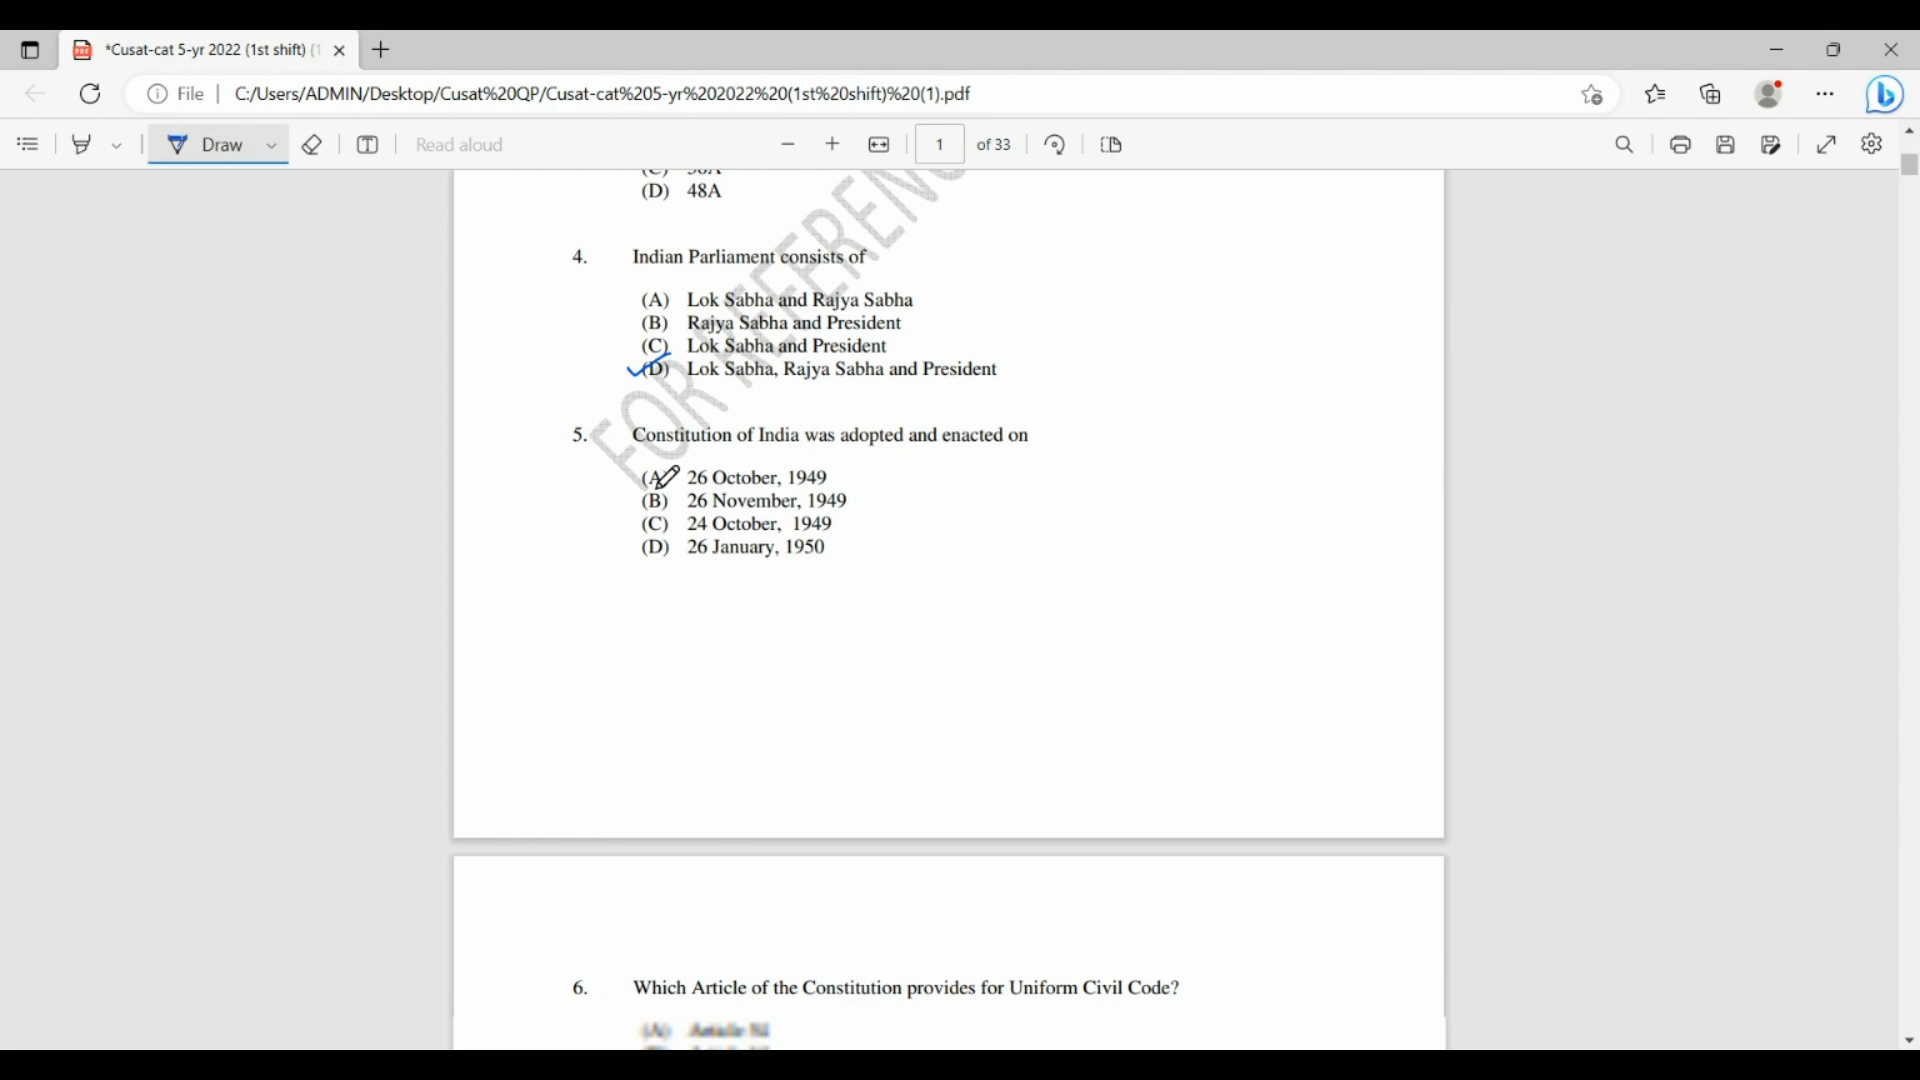 *Cusat-cat 5-yr 2022 (1st shift) (1
File | C:/Users/ADMIN/Desktop/Cusat%20QP/Cusat-cat%205-yr%202022%20(1st%20shift)%20(1).pdf
Draw Read aloud 1 of 33
(D) 48A
4. Indian Parliament consists of
(A) Lok Sabha and Rajya Sabha
(B) Rajya Sabha and President
(C) Lok Sabha and President
(D) Lok Sabha, Rajya Sabha and President
5. Constitution of India was adopted and enacted on
(A) 26 October, 1949
(B) 26 November, 1949
(C) 24 October, 1949
(D) 26 January, 1950
FOR REFERENC
6. Which Article of the Constitution provides for Uniform Civil Code?
(A) Article